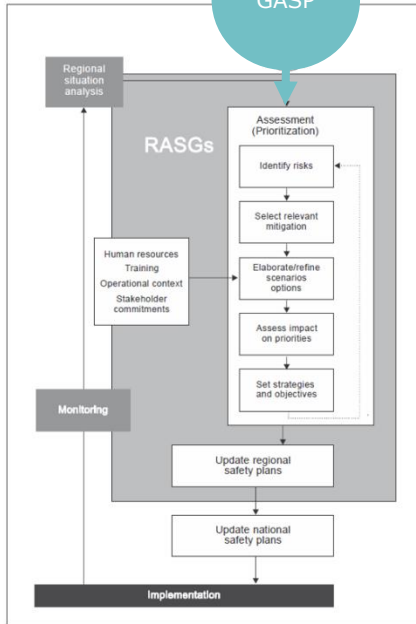 GASP
Regional
situation
analysis
RASGs
Assessment
(Prioritization)
Identify risks
Select relevant
mitigation
Human resources
Training
Operational context
Stakeholder
commitments
Elaborate/refine
scenarios
options
Assess impact
on priorities
Set strategies
and objectives
Monitoring
Update regional
safety plans
Update national
safety plans
Implementation